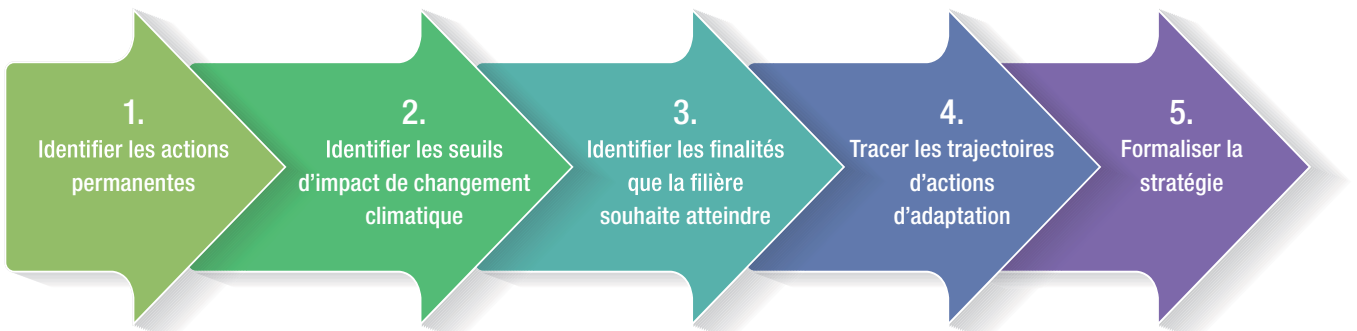 1.
Identifier les actions
permanentes
2.
Identifier les seuils
d’impact de changement
climatique
3.
Identifier les finalités
que la filière
souhaite atteindre
4.
Tracer les trajectoires
d’actions
d’adaptation
5.
Formaliser la
stratégie